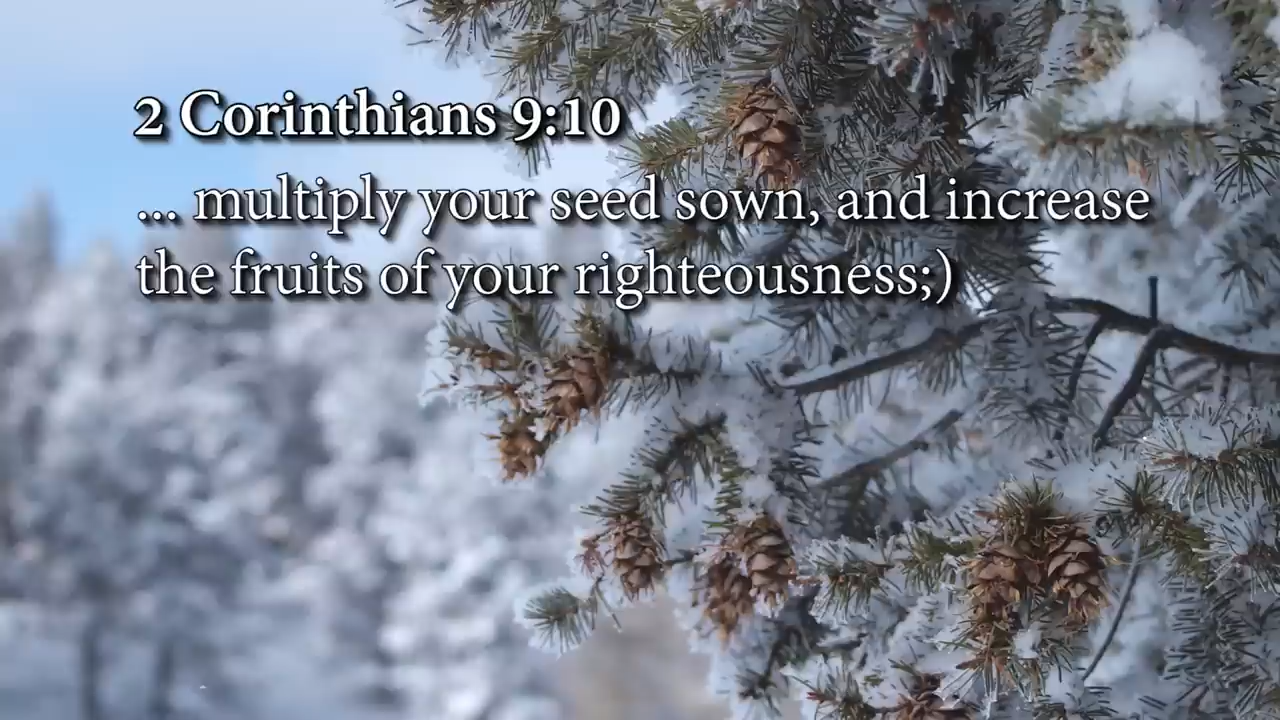 2 Corinthians 9:10
... multiply your seed sown, and increase
the fruits of your righteousness;)